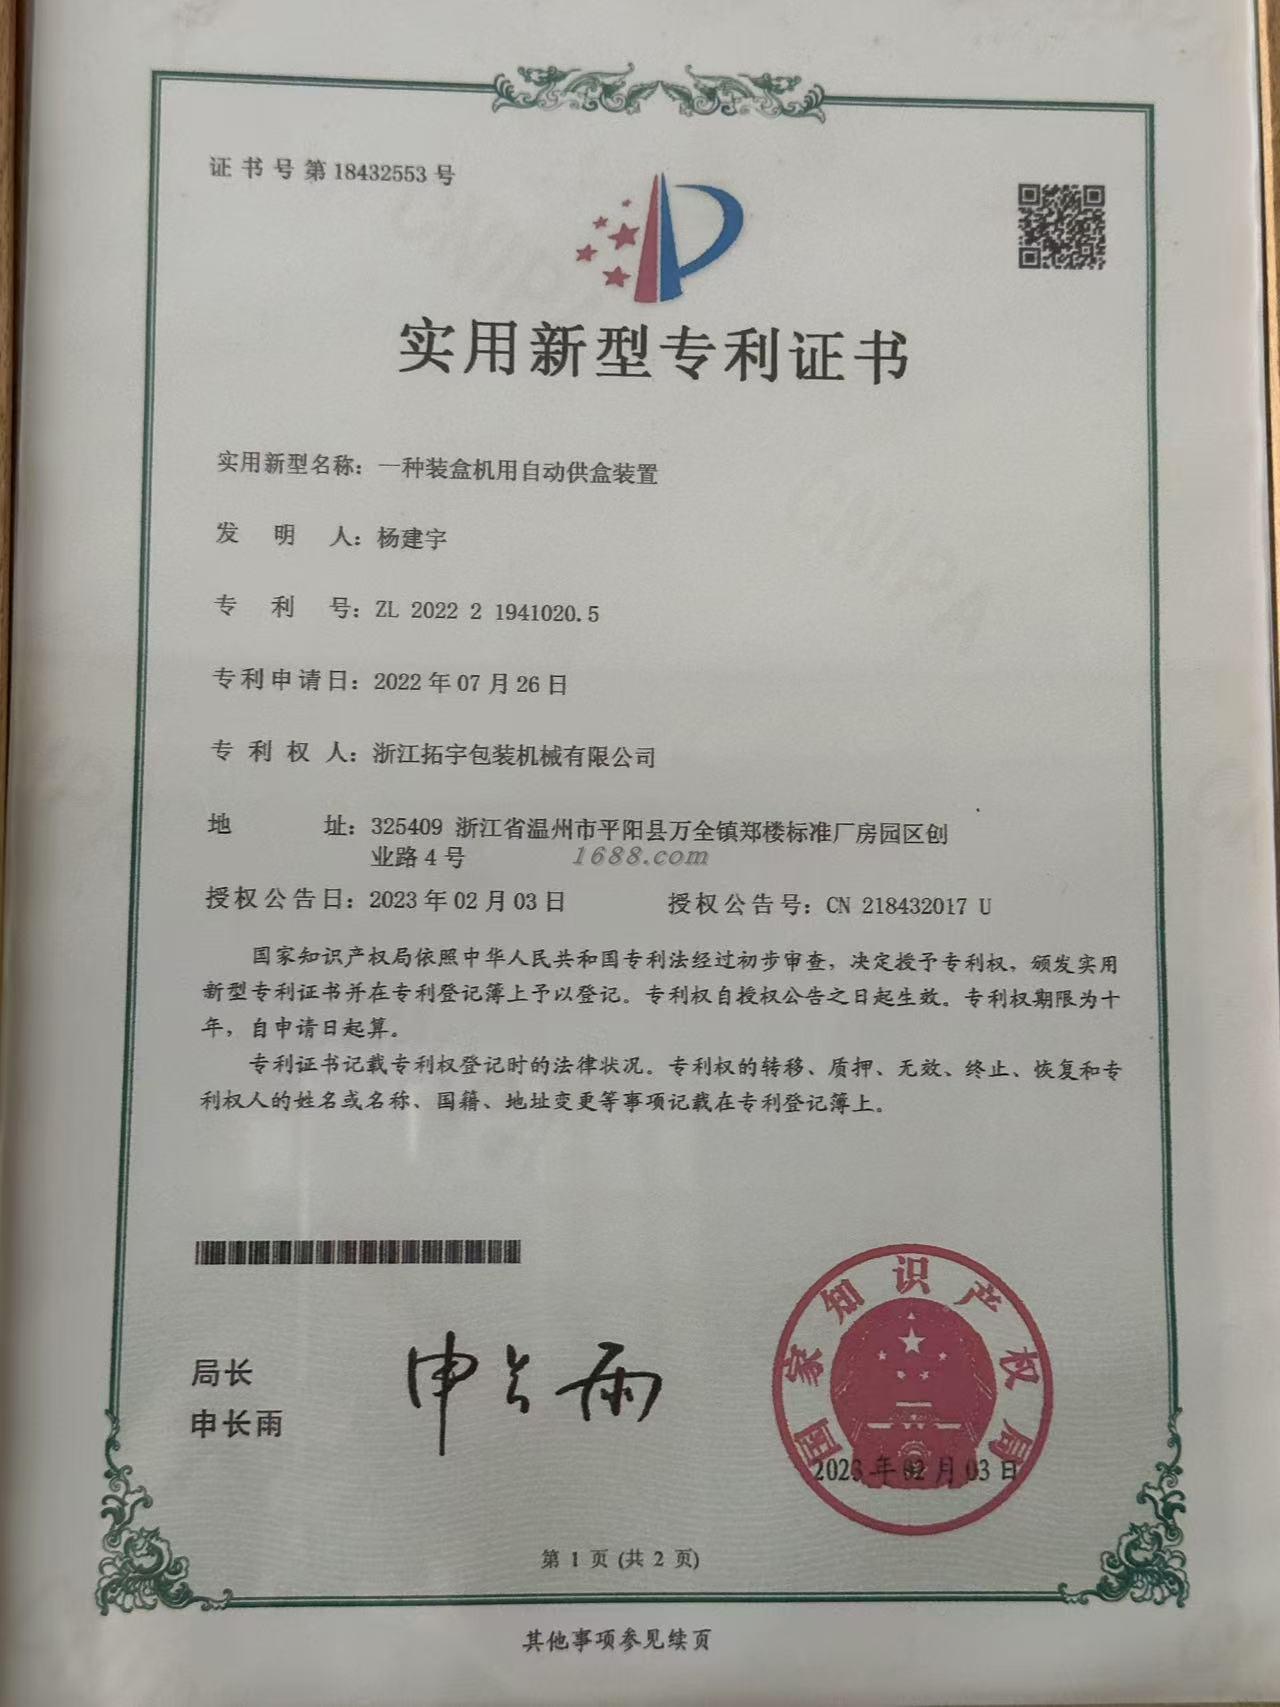 证书号第18432553号
实用新型专利证书
实用新型名称：一种装盒机用自动供盒装置
发明人：杨建宇
专利号：ZL 2022 2 1941020.5
专利申请日：2022年07月26日
专利权人：浙江拓宇包装机械有限公司
地址：325409 浙江省温州市平阳县万全镇郑楼标准厂房园区创
业路4号
1688.com
授权公告日：2023年02月03日 授权公告号：CN 218432017 U
国家知识产权局依照中华人民共和国专利法经过初步审查，决定授予专利权，颁发实用
新型专利证书并在专利登记簿上予以登记。专利权自授权公告之日起生效。专利权期限为十
年，自申请日起算。
专利证书记载专利权登记时的法律状况。专利权的转移、质押、无效、终止、恢复和专
利权人的姓名或名称、国籍、地址变更等事项记载在专利登记簿上。
局长
申长雨
申长雨
国家知识产权局
2023年02月03日
第1页(共2页)
其他事项参见续页
CNIPA